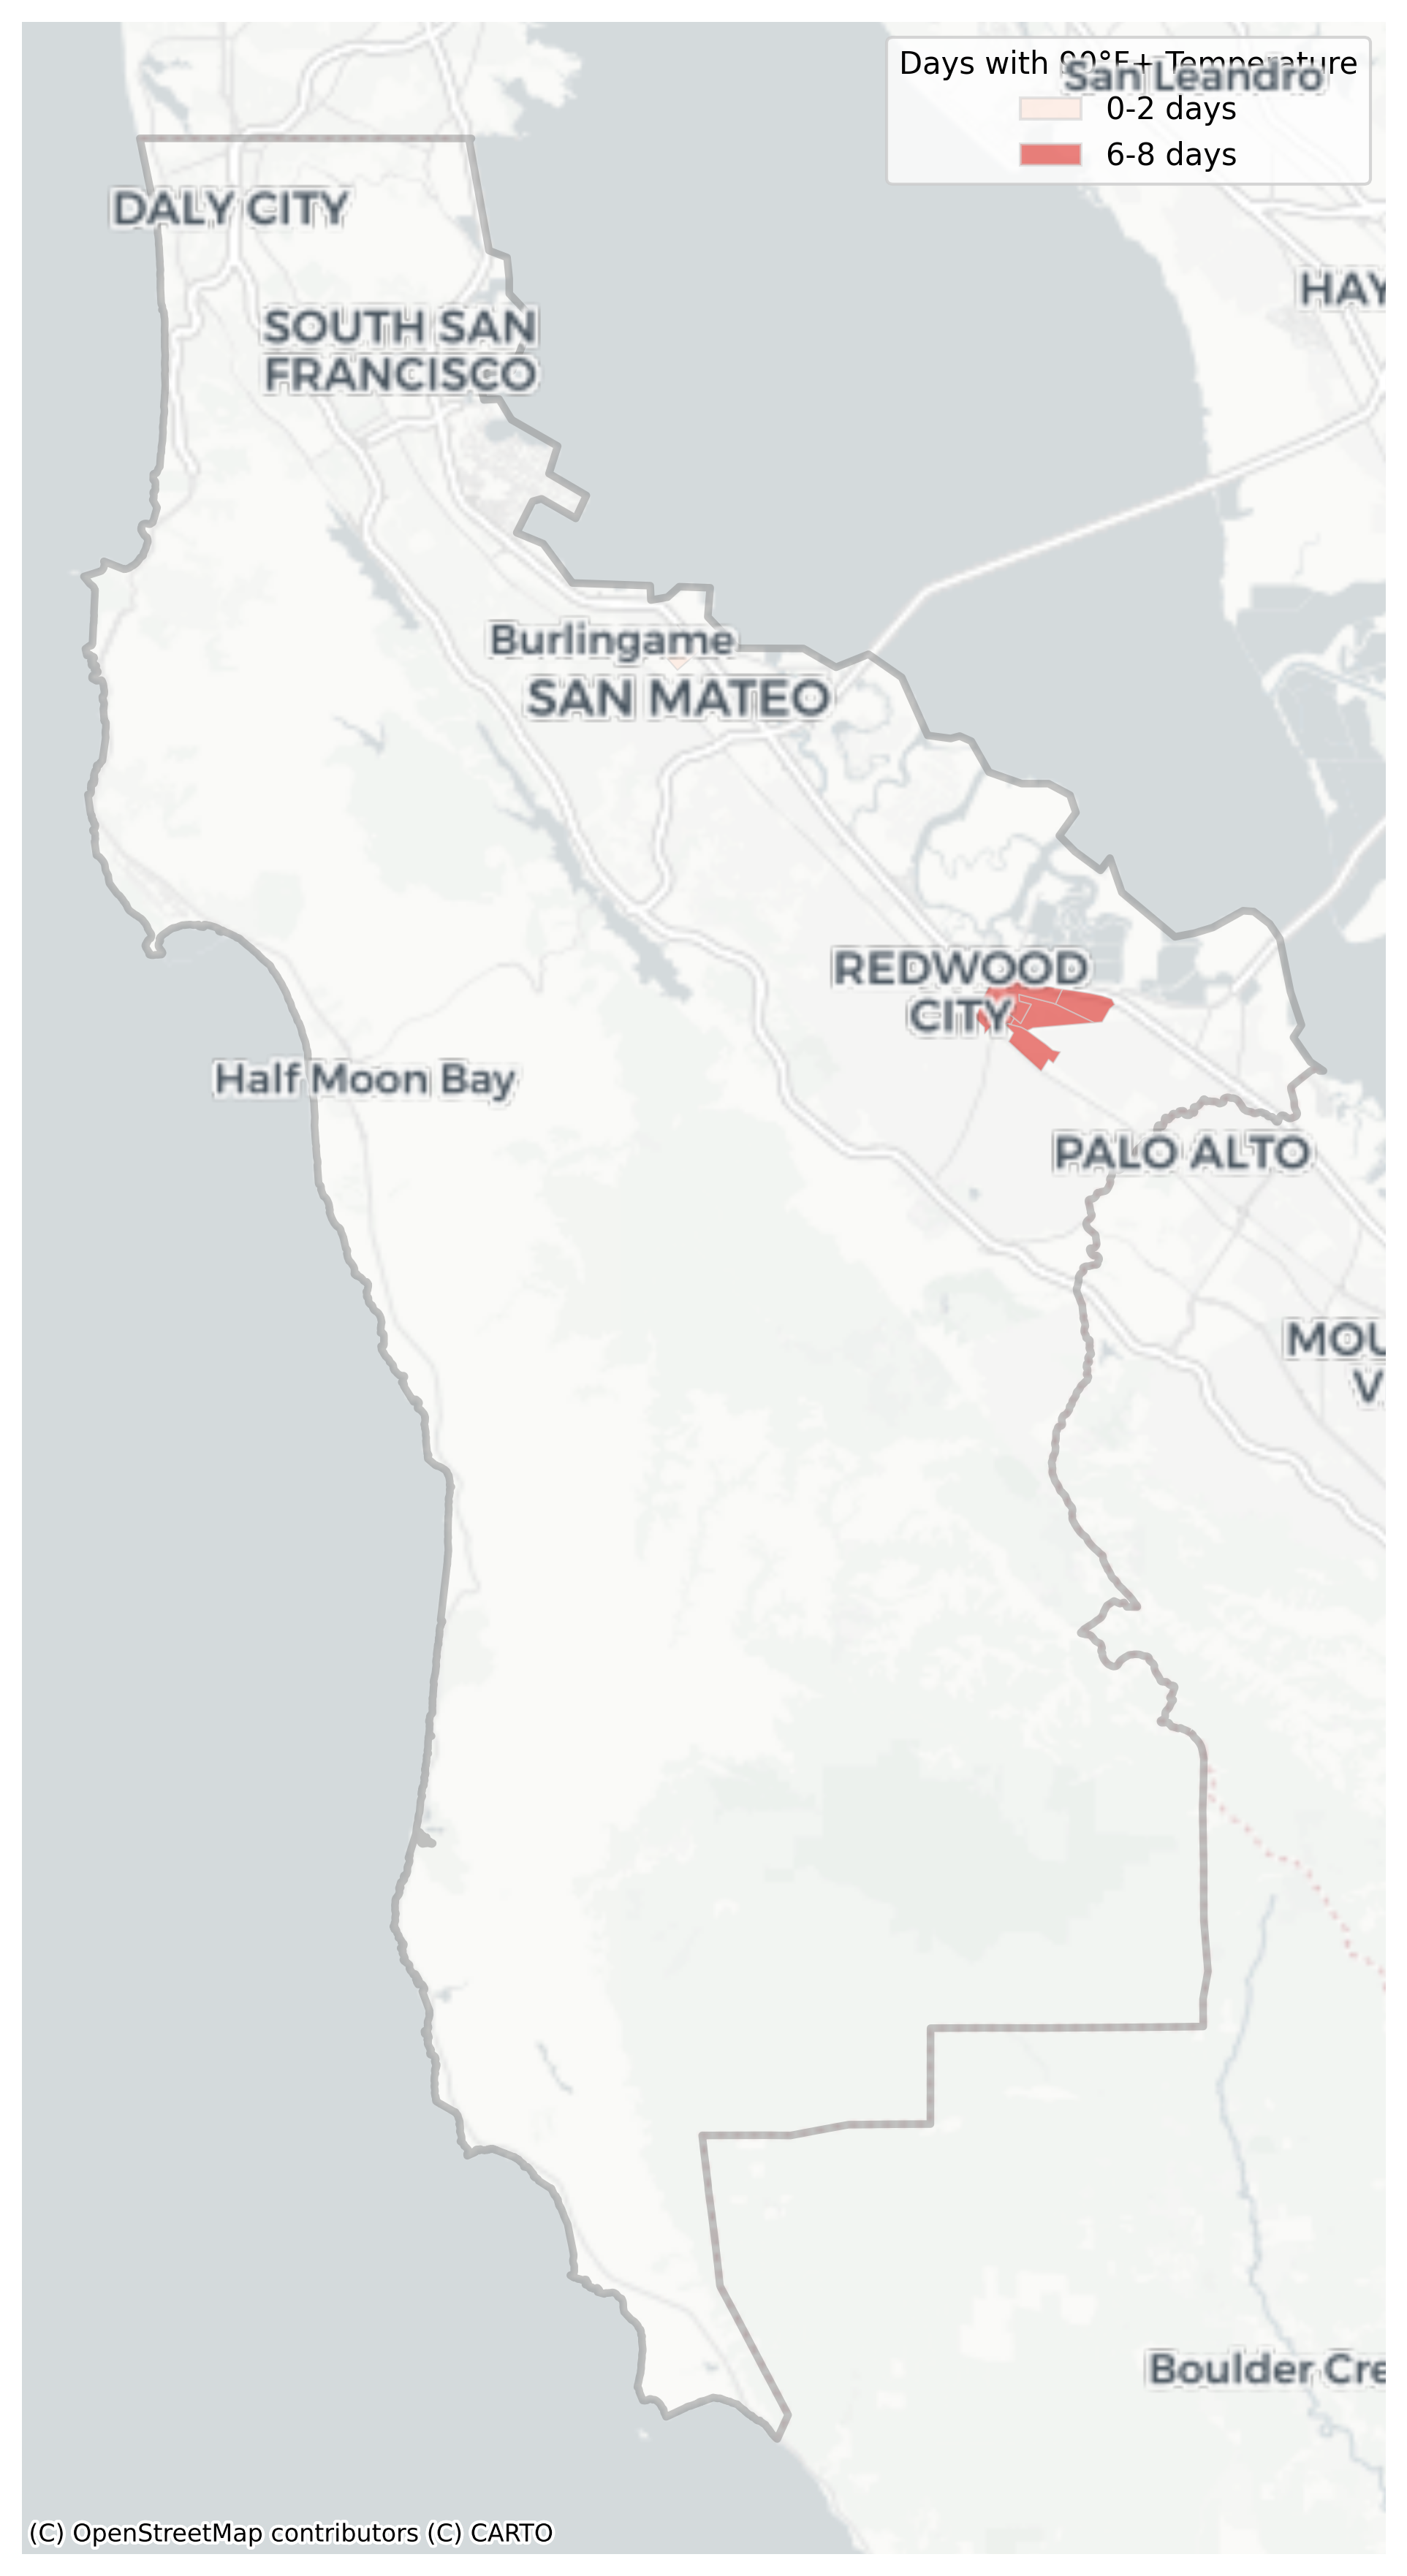 Days with 90°F+ Temperature
San Leandro
0-2 days
6-8 days
DALY CITY
HAY
SOUTH SAN
FRANCISCO
Burlingame
SAN MATEO
REDWOOD
CITY
Half Moon Bay
PALO ALTO
MOU
V
Boulder Cre
(C) OpenStreetMap contributors (C) CARTO